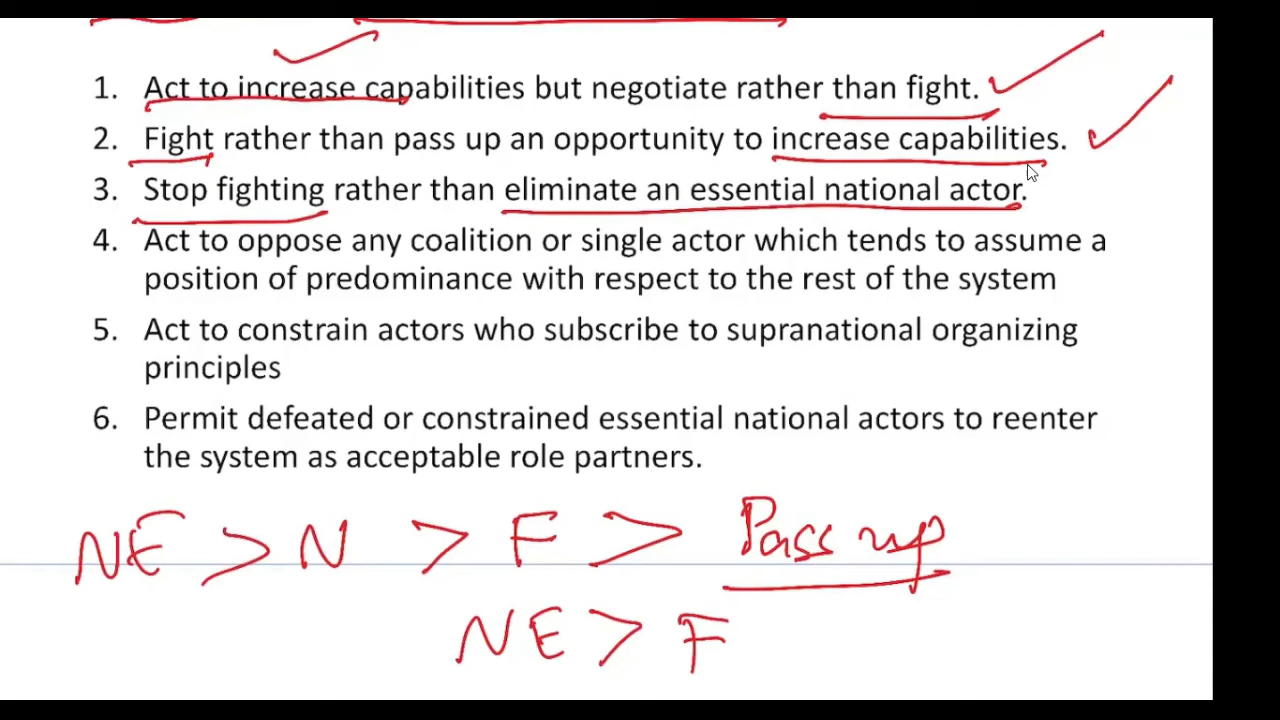 1. Act to increase capabilities but negotiate rather than fight.
2. Fight rather than pass up an opportunity to increase capabilities.
3. Stop fighting rather than eliminate an essential national actor.
4. Act to oppose any coalition or single actor which tends to assume a
position of predominance with respect to the rest of the system
5. Act to constrain actors who subscribe to supranational organizing
principles
6. Permit defeated or constrained essential national actors to reenter
the system as acceptable role partners.
NE > N > F > Pass up
NE > F